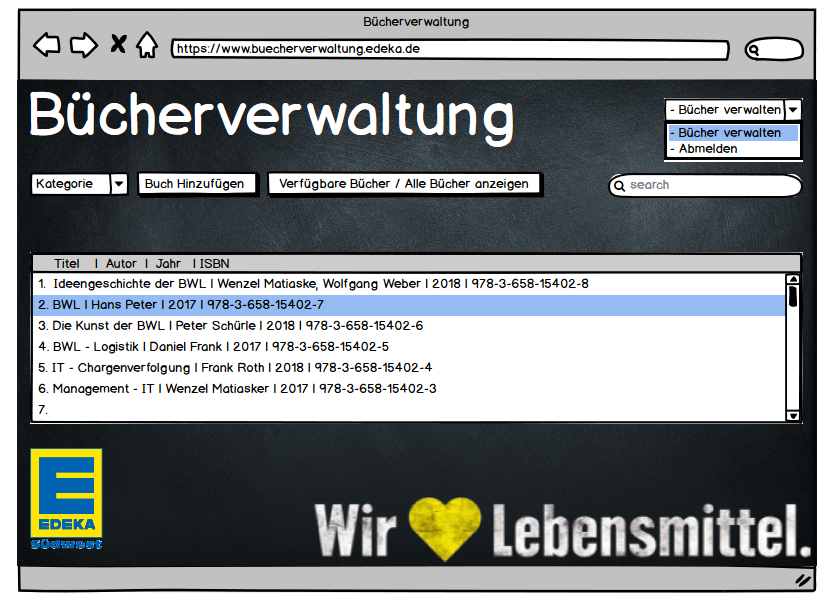 Bücherverwaltung
https://www.buecherverwaltung.edeka.de
Bücherverwaltung
- Bücher verwalten
- Bücher verwalten
- Abmelden
Kategorie
Buch Hinzufügen
Verfügbare Bücher / Alle Bücher anzeigen
search
Titel | Autor | Jahr | ISBN
1. Ideengeschichte der BWL | Wenzel Matiaske, Wolfgang Weber | 2018 | 978-3-658-15402-8
2. BWL | Hans Peter | 2017 | 978-3-658-15402-7
3. Die Kunst der BWL | Peter Schürle | 2018 | 978-3-658-15402-6
4. BWL - Logistik | Daniel Frank | 2017 | 978-3-658-15402-5
5. IT - Chargenverfolgung | Frank Roth | 2018 | 978-3-658-15402-4
6. Management - IT | Wenzel Matiasker | 2017 | 978-3-658-15402-3
7.
E
EDEKA
Südwest
Wir Lebensmittel.